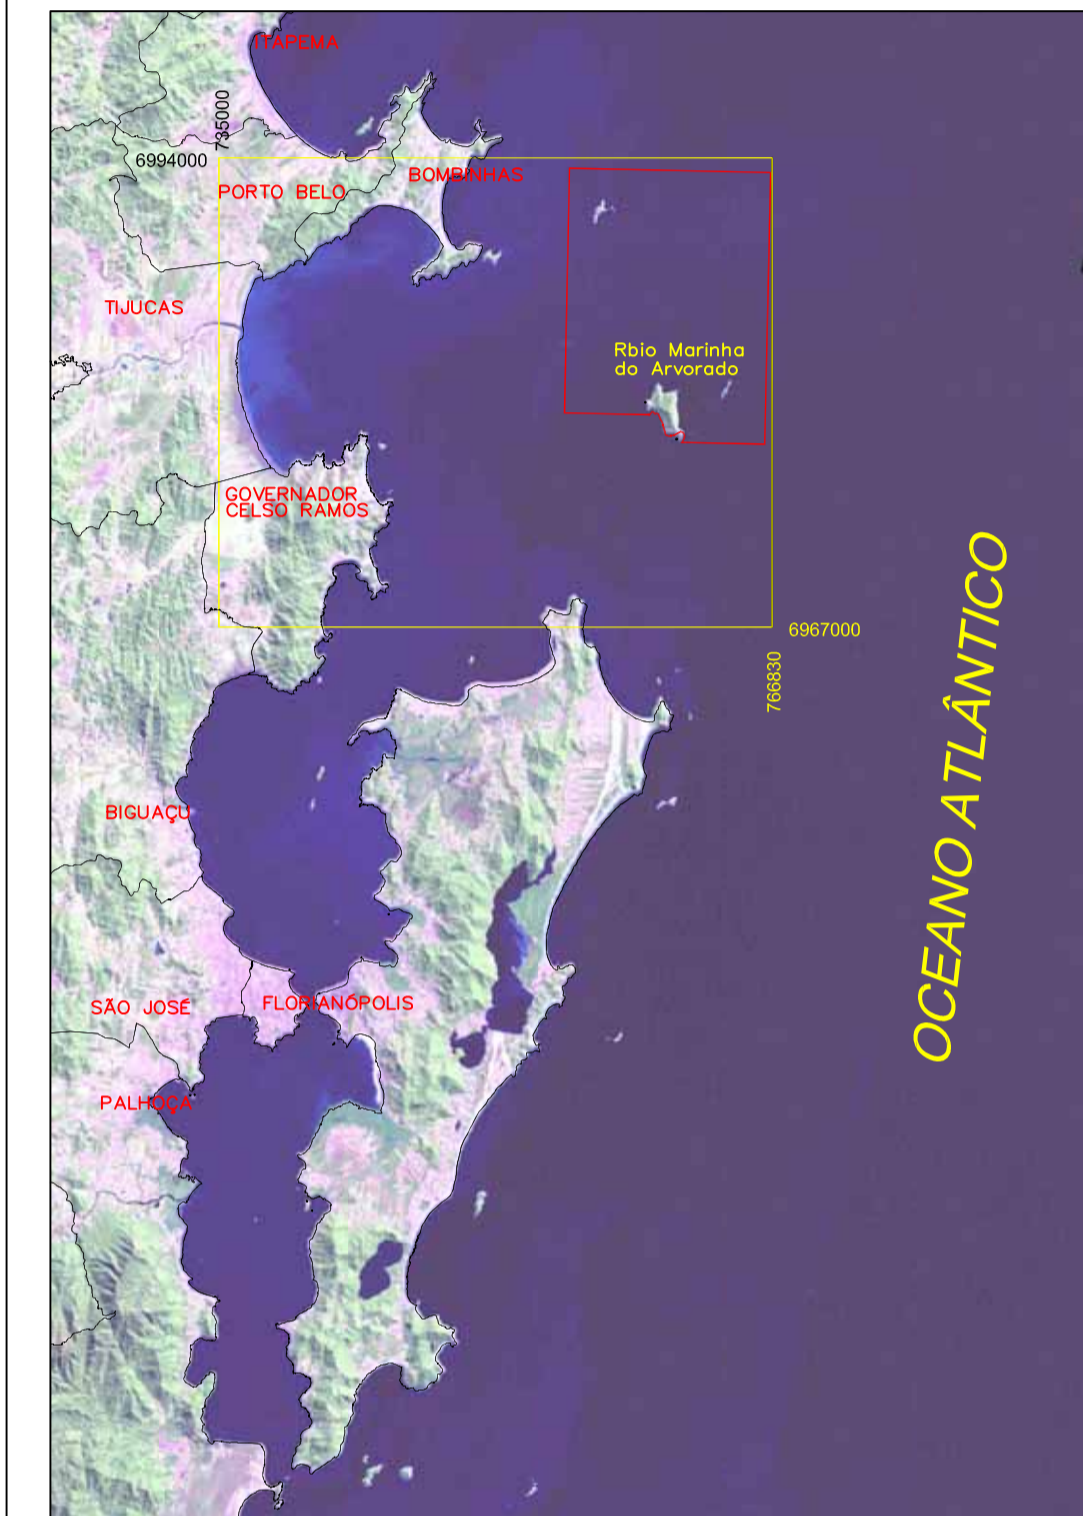 ITAPEMA
735000
6994000
BOMBINHAS
PORTO BELO
TIJUCAS
Rbio Marinha
do Arvorado
GOVERNADOR
CELSO RAMOS
6967000
766830
OCEANO ATLÂNTICO
BIGUAÇU
SÃO JOSÉ
FLORIANÓPOLIS
PALHOÇA